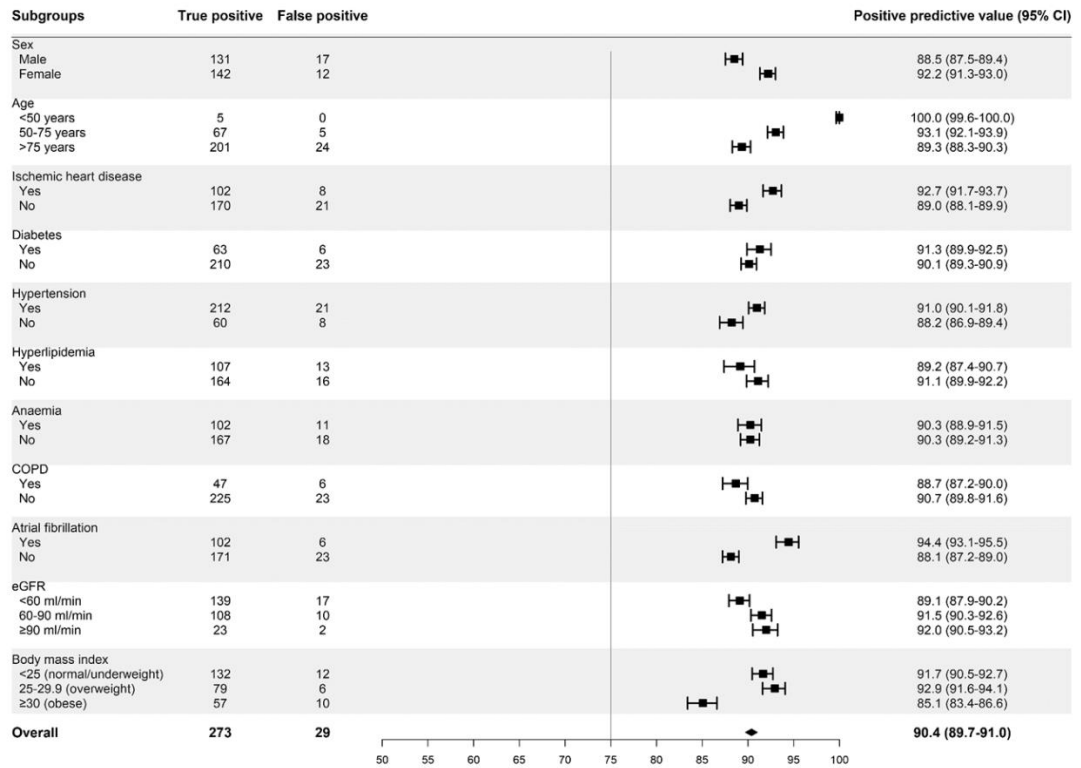 Subgroups True positive False positive Positive predictive value (95% CI)
Sex
Male 131 17 88.5 (87.5-89.4)
Female 142 12 92.2 (91.3-93.0)
Age
<50 years 5 0 100.0 (99.6-100.0)
50-75 years 67 5 93.1 (92.1-93.9)
>75 years 201 24 89.3 (88.3-90.3)
Ischemic heart disease
Yes 102 8 92.7 (91.7-93.7)
No 170 21 89.0 (88.1-89.9)
Diabetes
Yes 63 6 91.3 (89.9-92.5)
No 210 23 90.1 (89.3-90.9)
Hypertension
Yes 212 21 91.0 (90.1-91.8)
No 60 8 88.2 (86.9-89.4)
Hyperlipidemia
Yes 107 13 89.2 (87.4-90.7)
No 164 16 91.1 (89.9-92.2)
Anaemia
Yes 102 11 90.3 (88.9-91.5)
No 167 18 90.3 (89.2-91.3)
COPD
Yes 47 6 88.7 (87.2-90.0)
No 225 23 90.7 (89.8-91.6)
Atrial fibrillation
Yes 102 6 94.4 (93.1-95.5)
No 171 23 88.1 (87.2-89.0)
eGFR
<60 ml/min 139 17 89.1 (87.9-90.2)
60-90 ml/min 108 10 91.5 (90.3-92.6)
≥90 ml/min 23 2 92.0 (90.5-93.2)
Body mass index
<25 (normal/underweight) 132 12 91.7 (90.5-92.7)
25-29.9 (overweight) 79 6 92.9 (91.6-94.1)
≥30 (obese) 57 10 85.1 (83.4-86.6)
Overall 273 29 90.4 (89.7-91.0)
50 55 60 65 70 75 80 85 90 95 100